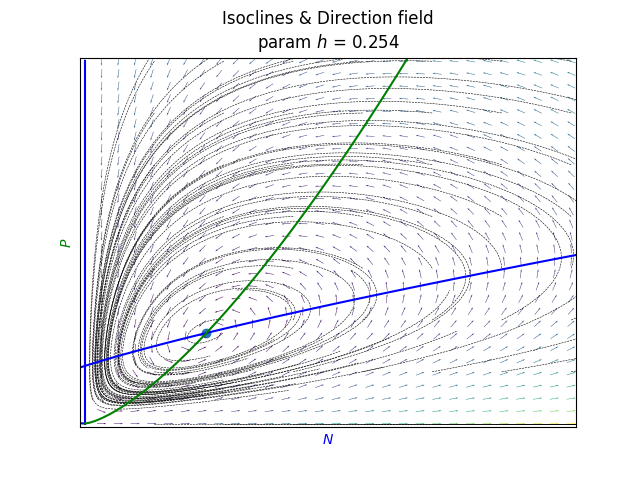 Isoclines & Direction field
param h = 0.254
P
N